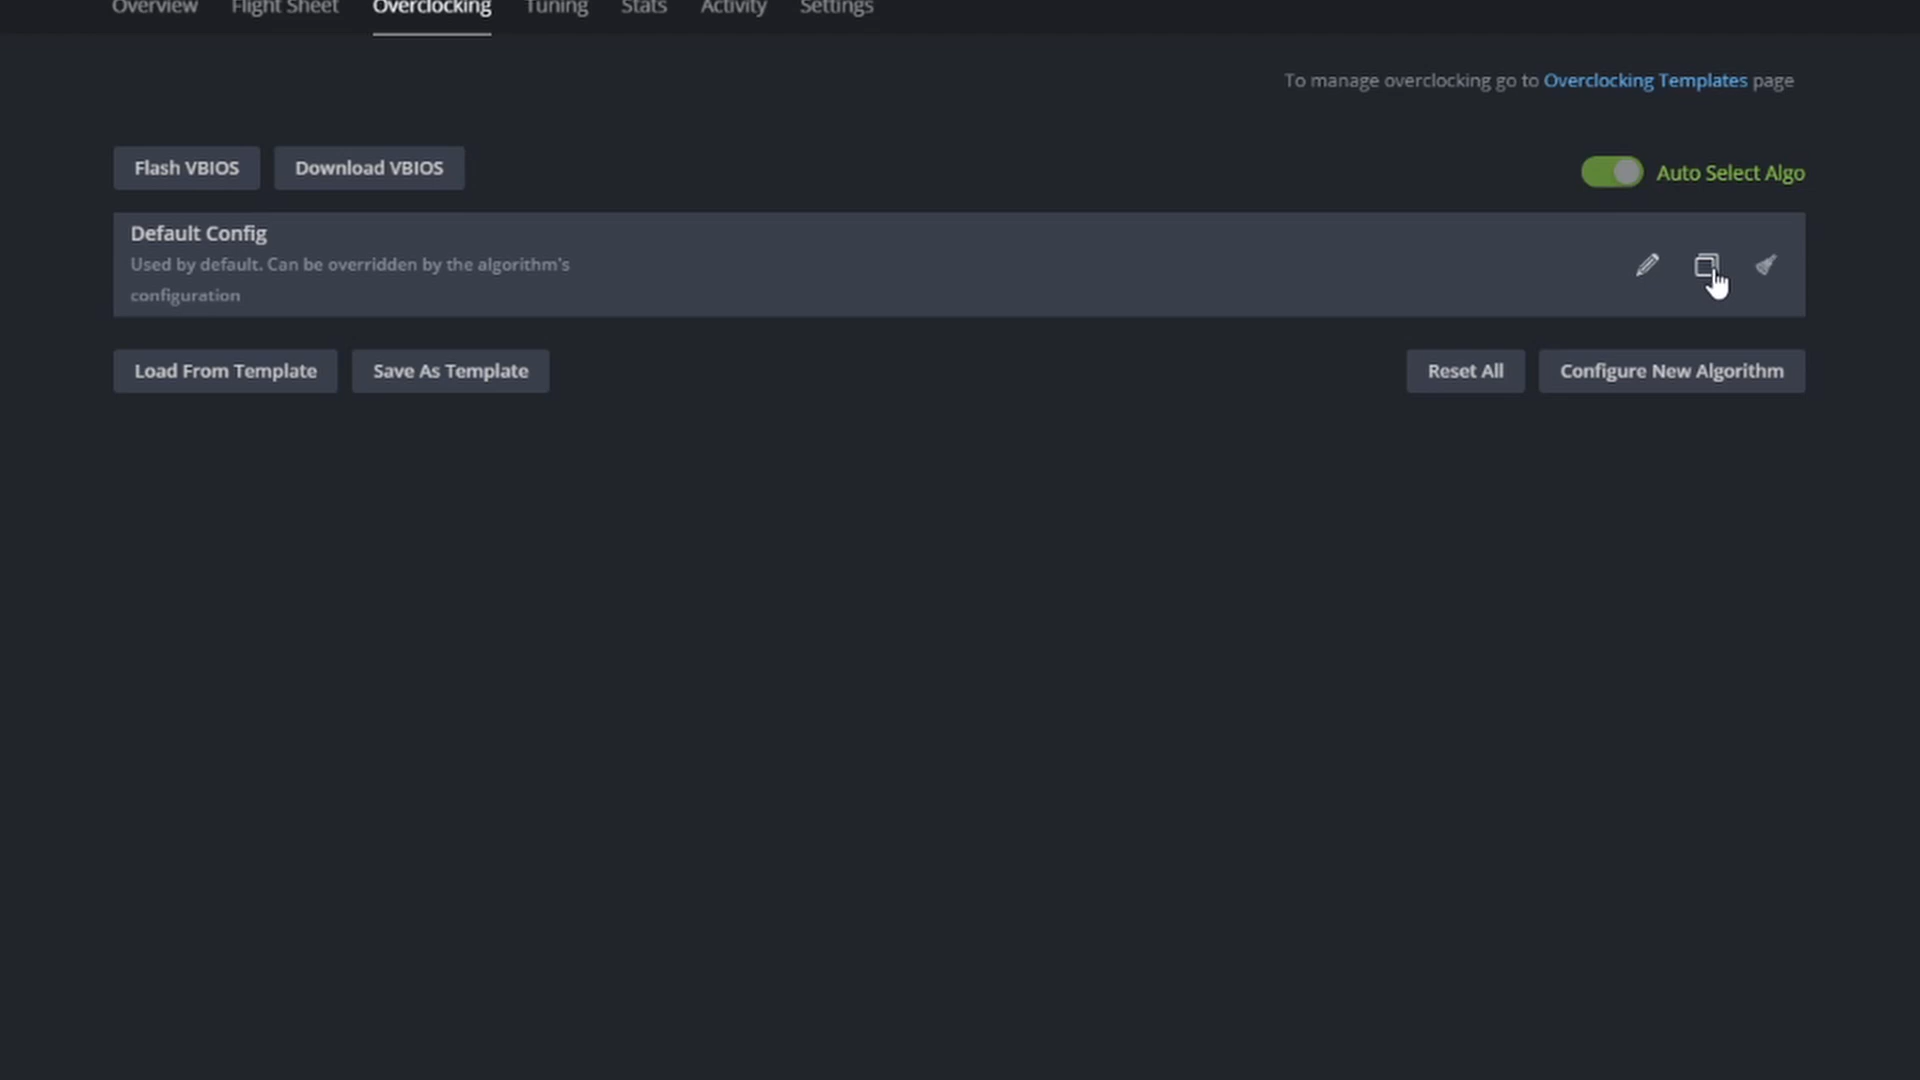 Overview Flight Sheet Overclocking Tuning Stats Activity Settings
To manage overclocking go to Overclocking Templates page
Flash VBIOS Download VBIOS Auto Select Algo
Default Config
Used by default. Can be overridden by the algorithm's
configuration
Load From Template Save As Template Reset All Configure New Algorithm